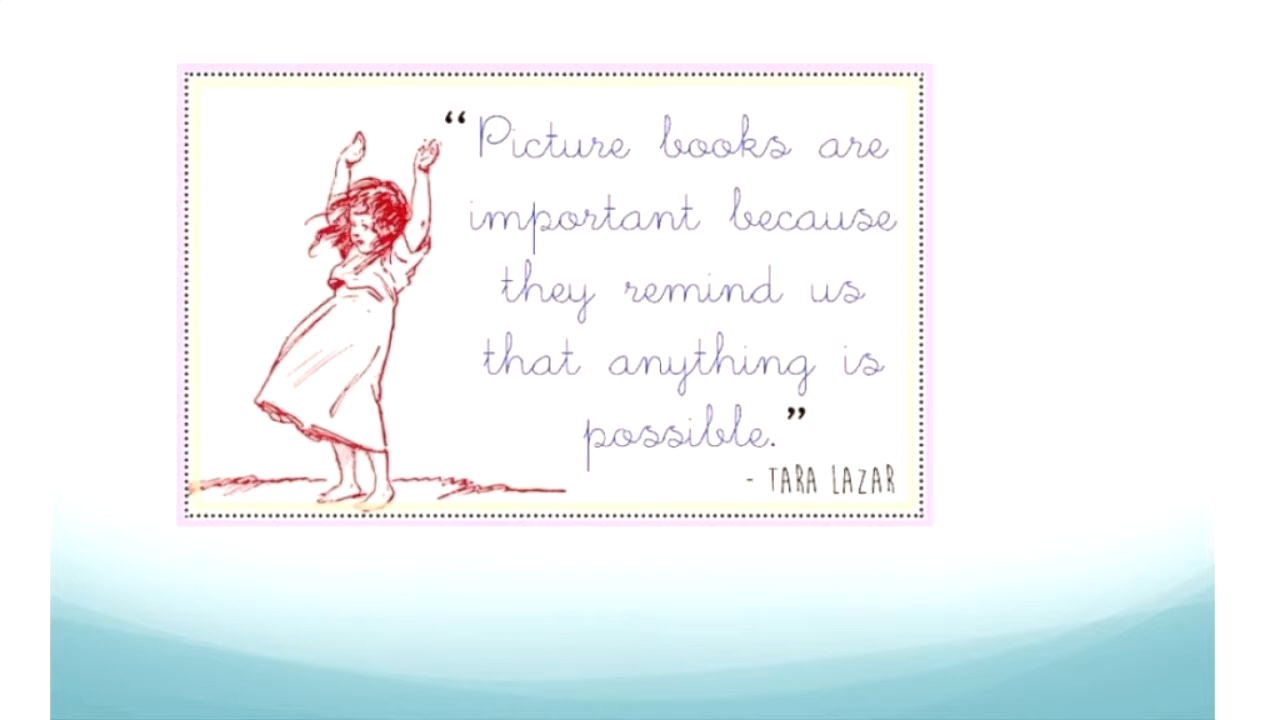 “Picture books are
important because
they remind us
that anything is
possible.”
- TARA LAZAR